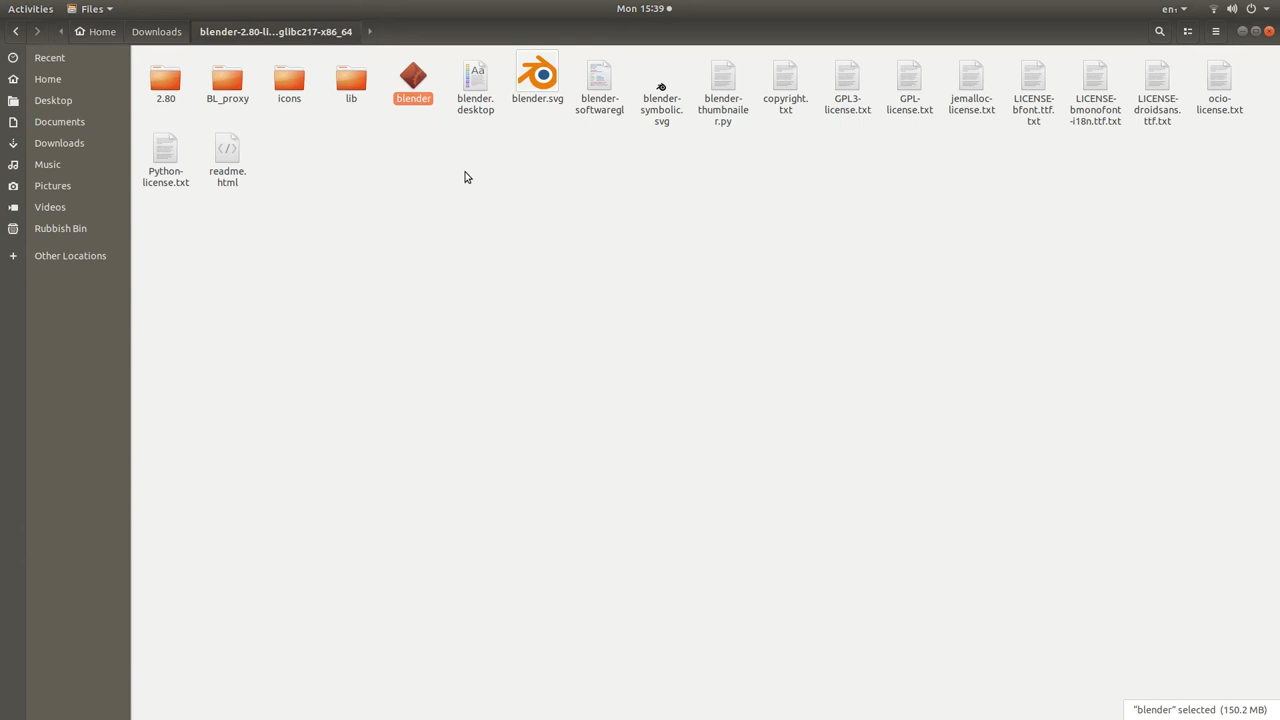 Activities
Files
Mon 15:39
en₁
Home
Downloads
blender-2.80-li...glibc217-x86_64
Recent
Home
Desktop
Documents
Downloads
Music
Pictures
Videos
Rubbish Bin
Other Locations
2.80
BL_proxy
icons
lib
blender
blender.
desktop
blender.svg
blender-
softwaregl
blender-
symbolic.
svg
blender-
thumbnaile
r.py
copyright.
txt
GPL3-
license.txt
GPL-
license.txt
jemalloc-
license.txt
LICENSE-
bfont.ttf.
txt
LICENSE-
bmonofont
-i18n.ttf.txt
LICENSE-
droidsans.
ttf.txt
ocio-
license.txt
Python-
license.txt
readme.
html
"blender" selected (150.2 MB)